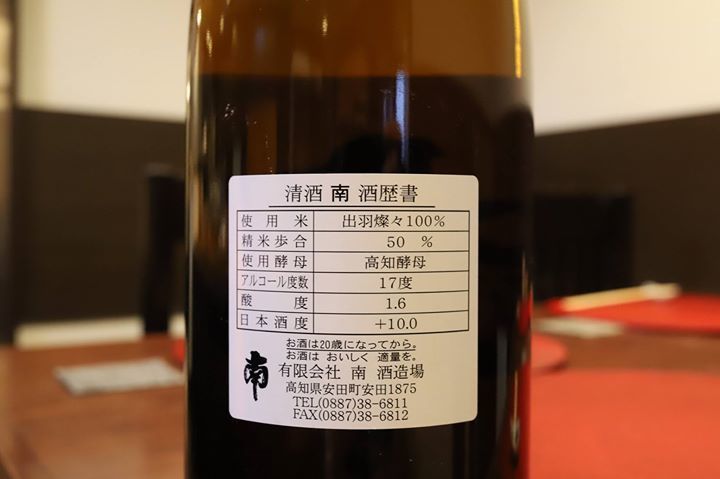 清酒 南 酒歴書
使用米 出羽燦々100%
精米歩合 50 %
使用酵母 高知酵母
アルコール度数 17度
酸度 1.6
日本酒度 +10.0
お酒は20歳になってから。
お酒は おいしく 適量を。
南 有限会社 南 酒造場
高知県安田町安田1875
TEL(0887)38-6811
FAX(0887)38-6812